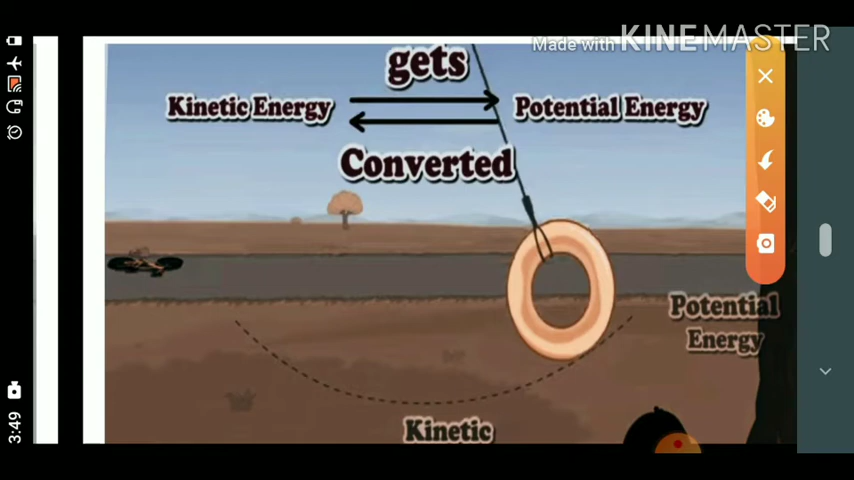 Made with KINEMASTER
gets
Kinetic Energy
Potential Energy
Converted
Potential
Energy
Kinetic
3:49